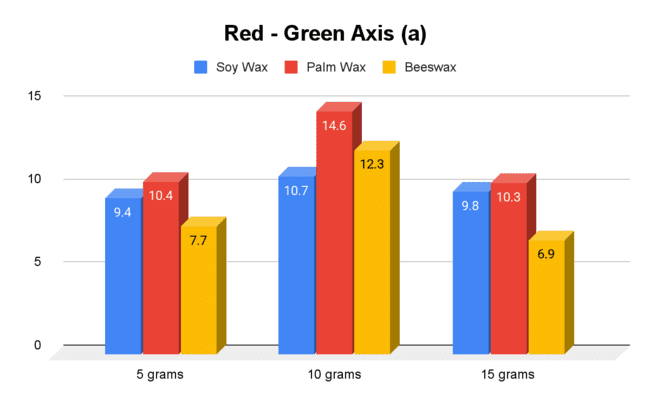 Red - Green Axis (a)
Soy Wax Palm Wax Beeswax
15
10
5
0
9.4 10.4 7.7
10.7 14.6 12.3
9.8 10.3 6.9
5 grams 10 grams 15 grams